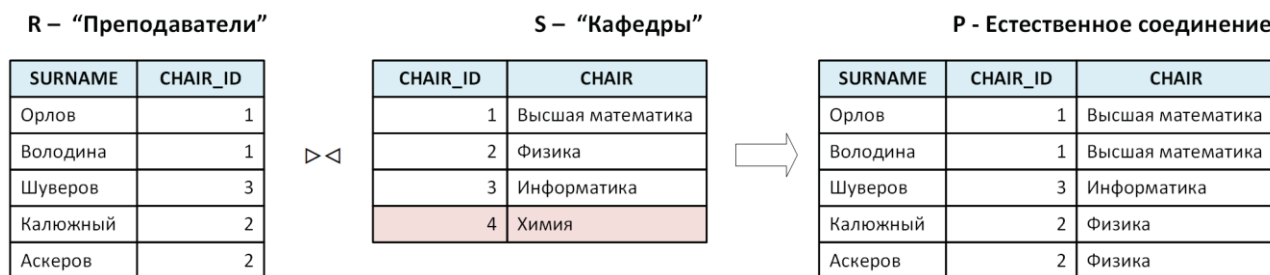 R – “Преподаватели”
S – “Кафедры”
P - Естественное соединение
SURNAME CHAIR_ID
Орлов 1
Володина 1
Шуверов 3
Калюжный 2
Аскеров 2
CHAIR_ID CHAIR
1 Высшая математика
2 Физика
3 Информатика
4 Химия
SURNAME CHAIR_ID CHAIR
Орлов 1 Высшая математика
Володина 1 Высшая математика
Шуверов 3 Информатика
Калюжный 2 Физика
Аскеров 2 Физика